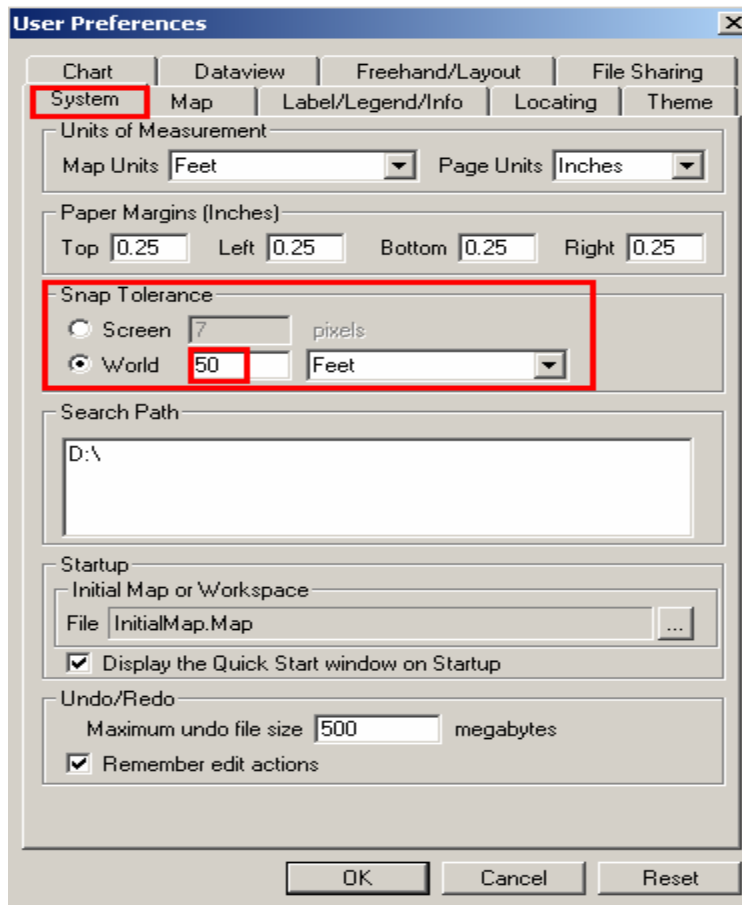 User Preferences
Chart Dataview Freehand/Layout File Sharing
System Map Label/Legend/Info Locating Theme
Units of Measurement
Map Units Feet Page Units Inches
Paper Margins (Inches)
Top 0.25 Left 0.25 Bottom 0.25 Right 0.25
Snap Tolerance
Screen 7 pixels
World 50 Feet
Search Path
D:\
Startup
Initial Map or Workspace
File InitialMap.Map ...
Display the Quick Start window on Startup
Undo/Redo
Maximum undo file size 500 megabytes
Remember edit actions
OK Cancel Reset